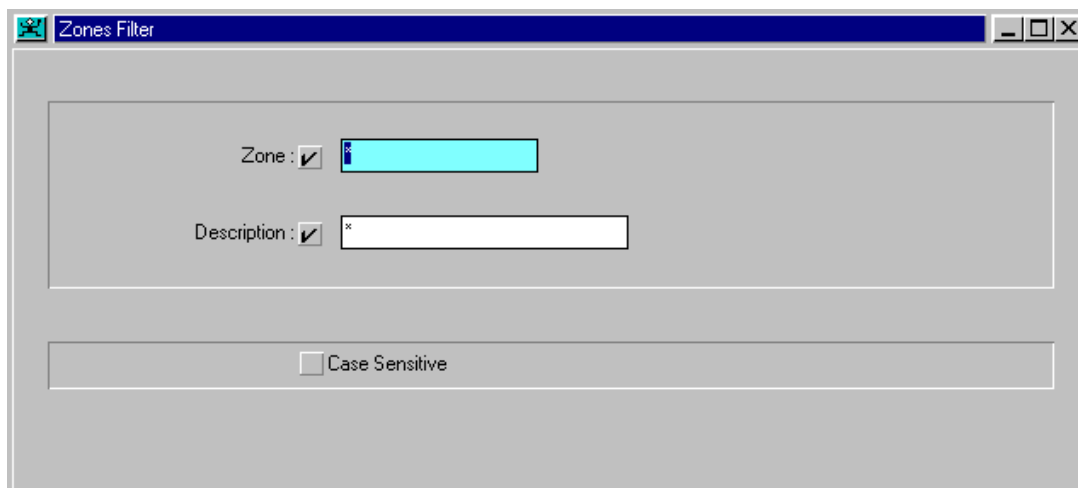 Zones Filter
Zone : *
Description : *
Case Sensitive